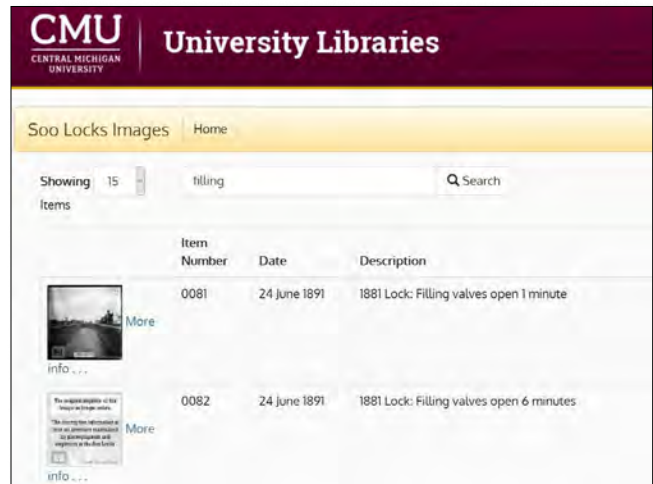 CMU
CENTRAL MICHIGAN
UNIVERSITY
University Libraries
Soo Locks Images
Home
Showing 15
filling
Search
Items
Item
Number
Date
Description
0081
24 June 1891
1881 Lock: Filling valves open 1 minute
More
info . . .
0082
24 June 1891
1881 Lock: Filling valves open 6 minutes
More
info . . .